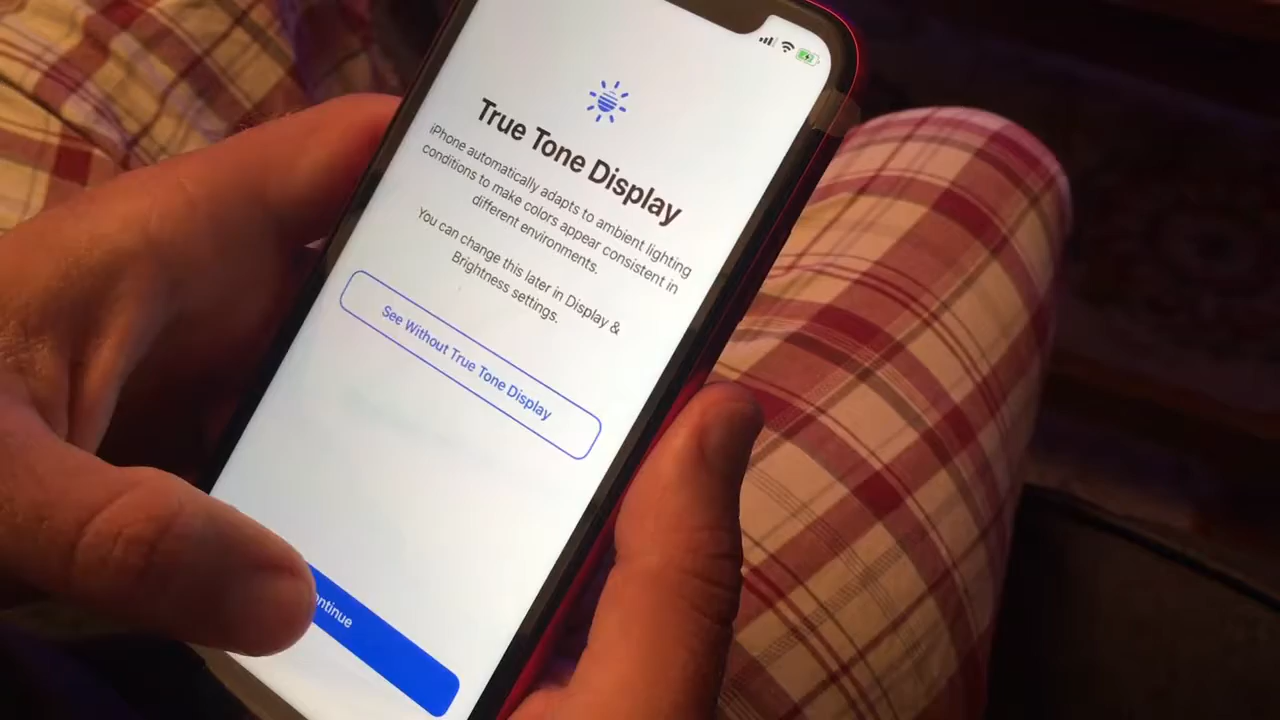 True Tone Display
iPhone automatically adapts to ambient lighting
conditions to make colors appear consistent in
different environments.
You can change this later in Display &
Brightness settings.
See Without True Tone Display
ontinue